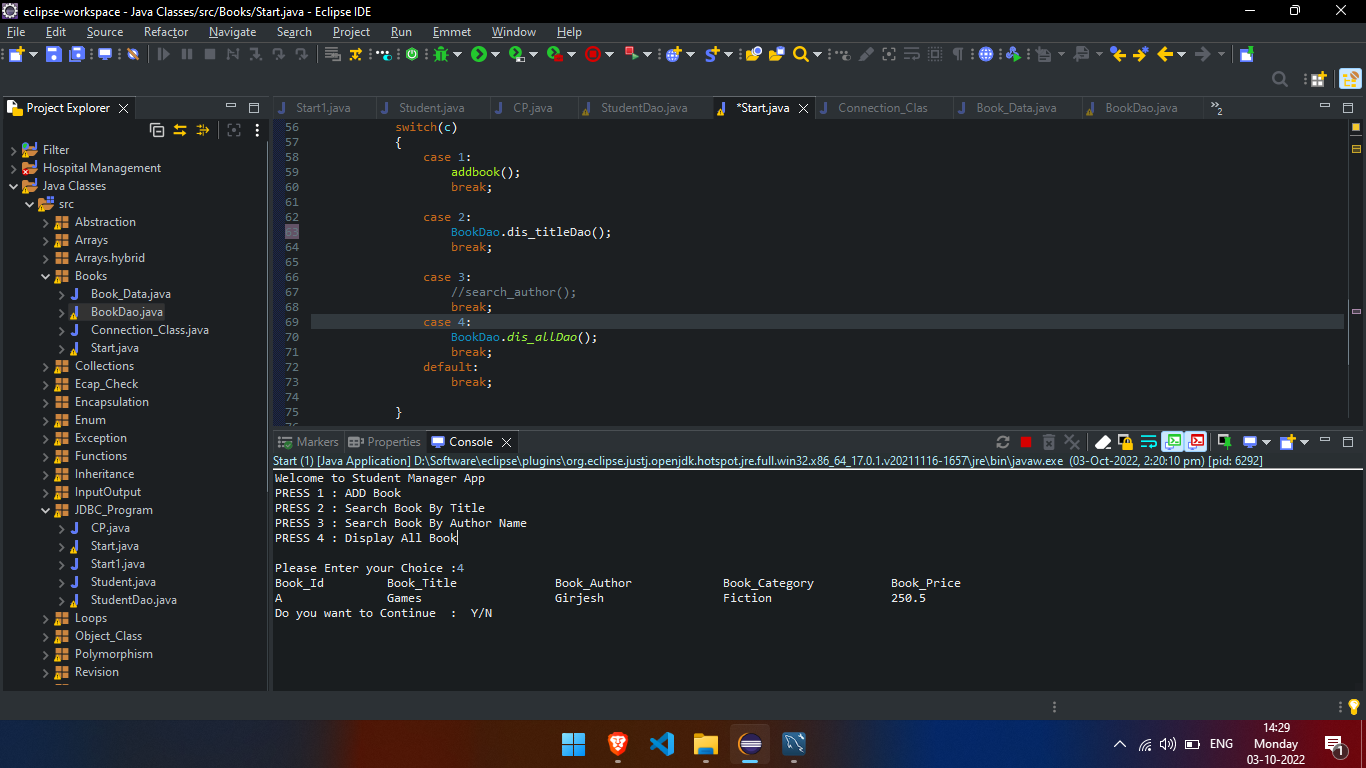 eclipse-workspace - Java Classes/src/Books/Start.java - Eclipse IDE
File Edit Source Refactor Navigate Search Project Run Emmet Window Help
Project Explorer
Filter
Hospital Management
Java Classes
src
Abstraction
Arrays
Arrays.hybrid
Books
Book_Data.java
BookDao.java
Connection_Class.java
Start.java
Collections
Ecap_Check
Encapsulation
Enum
Exception
Functions
Inheritance
InputOutput
JDBC_Program
CP.java
Start.java
Start1.java
Student.java
StudentDao.java
Loops
Object_Class
Polymorphism
Revision
Start1.java Student.java CP.java StudentDao.java *Start.java Connection_Clas Book_Data.java BookDao.java »2
56 switch(c)
57 {
58 case 1:
59 addbook();
60 break;
61
62 case 2:
63 BookDao.dis_titleDao();
64 break;
65
66 case 3:
67 //search_author();
68 break;
69 case 4:
70 BookDao.dis_allDao();
71 break;
72 default:
73 break;
74
75 }
Markers Properties Console
Start (1) [Java Application] D:\Software\eclipse\plugins\org.eclipse.justj.openjdk.hotspot.jre.full.win32.x86_64_17.0.1.v20211116-1657\jre\bin\javaw.exe (03-Oct-2022, 2:20:10 pm) [pid: 6292]
Welcome to Student Manager App
PRESS 1 : ADD Book
PRESS 2 : Search Book By Title
PRESS 3 : Search Book By Author Name
PRESS 4 : Display All Book
Please Enter your Choice :4
Book_Id Book_Title Book_Author Book_Category Book_Price
A Games Girjesh Fiction 250.5
Do you want to Continue : Y/N
ENG
14:29
Monday
03-10-2022
1